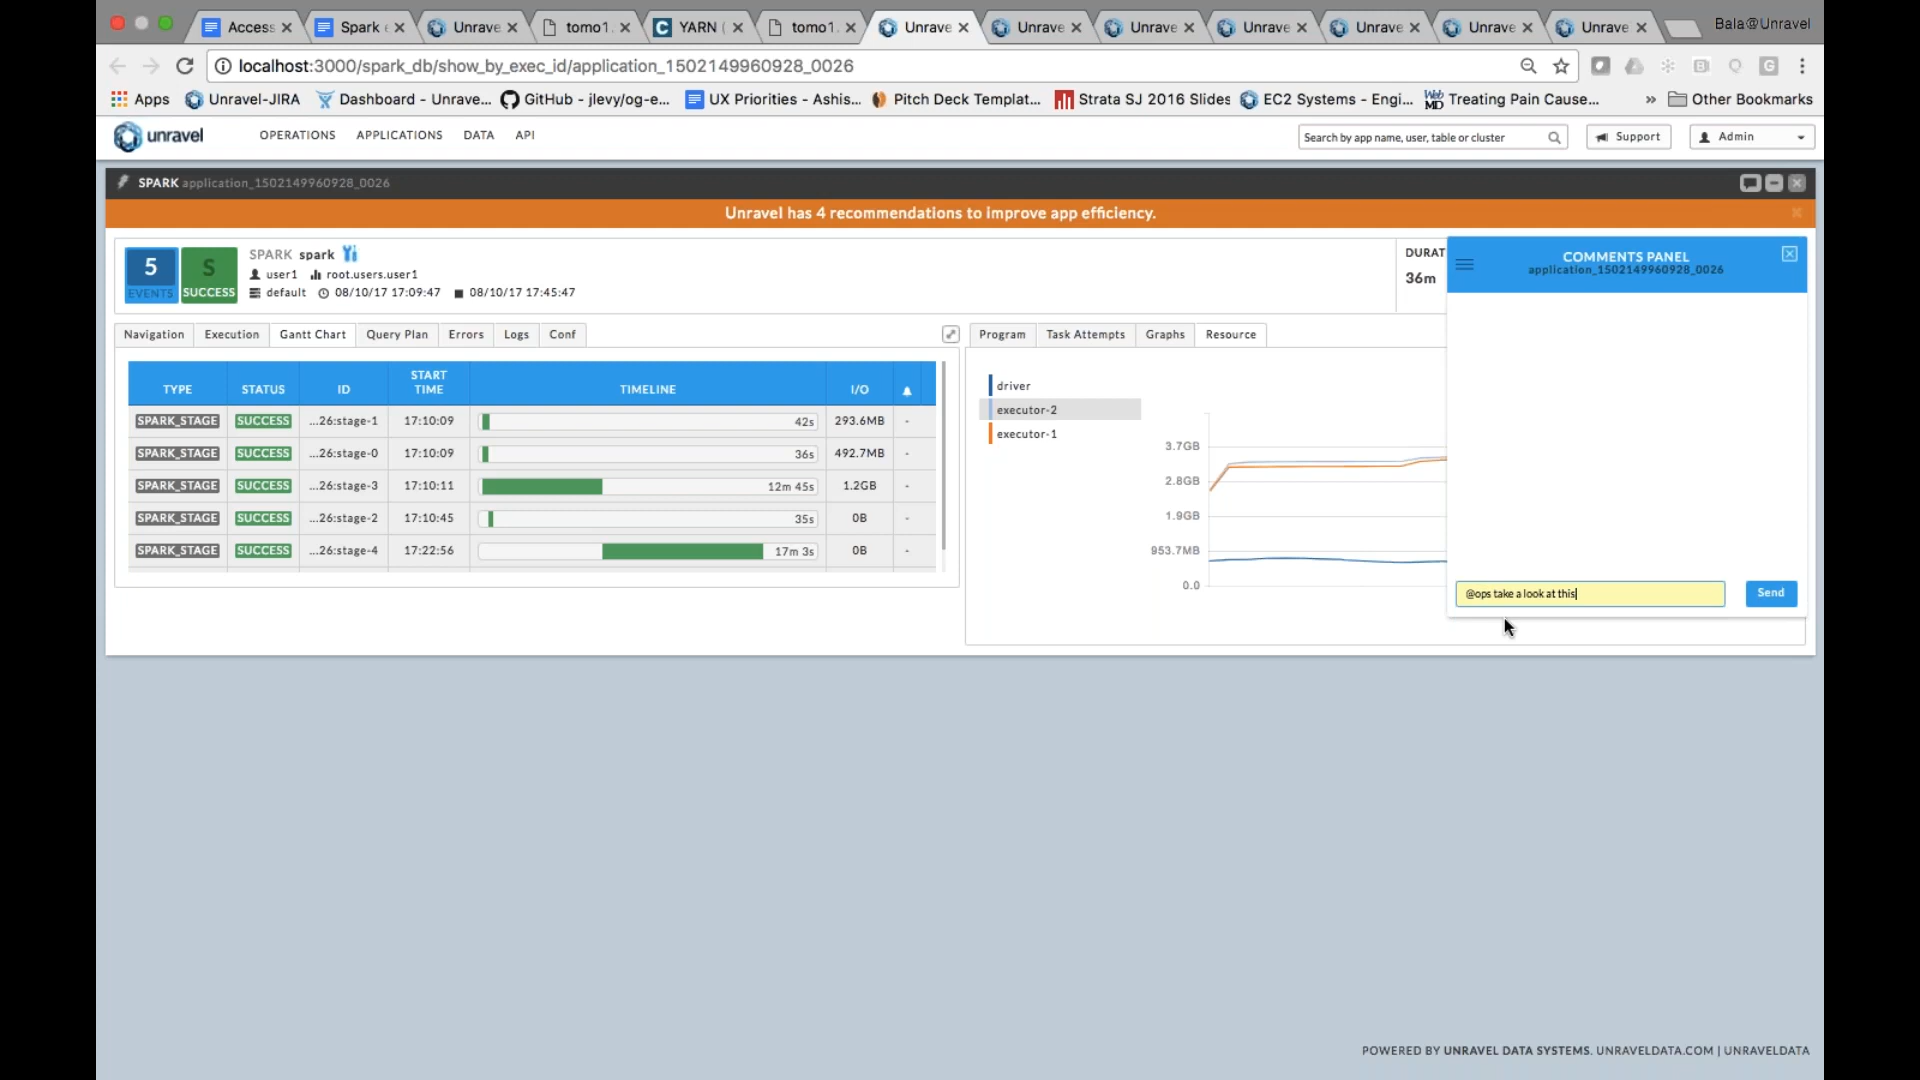 Access
Spark e
Unrave
tomo1.
YARN (
tomo1.
Unrave
Unrave
Unrave
Unrave
Unrave
Unrave
Unrave
Bala@Unravel
localhost:3000/spark_db/show_by_exec_id/application_1502149960928_0026
Apps
Unravel-JIRA
Dashboard - Unrave...
GitHub - jlevy/og-e...
UX Priorities - Ashis...
Pitch Deck Templat...
Strata SJ 2016 Slides
EC2 Systems - Engi...
Web MD
Treating Pain Cause...
»
Other Bookmarks
unravel
OPERATIONS
APPLICATIONS
DATA
API
Search by app name, user, table or cluster
Support
Admin
SPARK application_1502149960928_0026
Unravel has 4 recommendations to improve app efficiency.
5
EVENTS
S
SUCCESS
SPARK spark
user1 root.users.user1
default 08/10/17 17:09:47 08/10/17 17:45:47
DURAT
36m
COMMENTS PANEL
application_1502149960928_0026
Navigation
Execution
Gantt Chart
Query Plan
Errors
Logs
Conf
TYPE STATUS ID START TIME TIMELINE I/O
SPARK_STAGE SUCCESS ...26:stage-1 17:10:09 42s 293.6MB -
SPARK_STAGE SUCCESS ...26:stage-0 17:10:09 36s 492.7MB -
SPARK_STAGE SUCCESS ...26:stage-3 17:10:11 12m 45s 1.2GB -
SPARK_STAGE SUCCESS ...26:stage-2 17:10:45 35s 0B -
SPARK_STAGE SUCCESS ...26:stage-4 17:22:56 17m 3s 0B -
Program
Task Attempts
Graphs
Resource
driver
executor-2
executor-1
3.7GB
2.8GB
1.9GB
953.7MB
0.0
@ops take a look at this
Send
POWERED BY UNRAVEL DATA SYSTEMS. UNRAVELDATA.COM | UNRAVELDATA